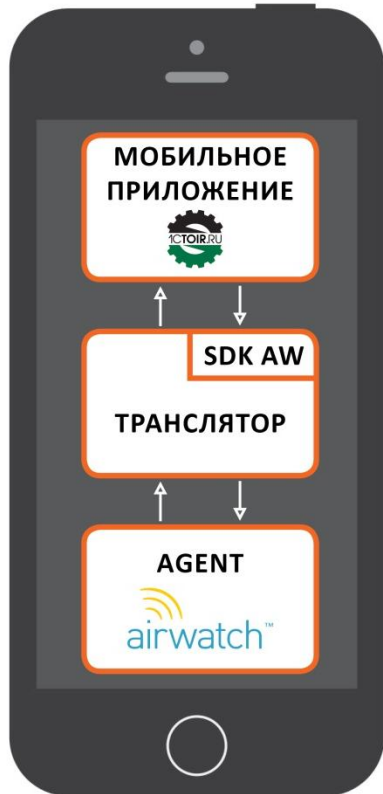 МОБИЛЬНОЕ
ПРИЛОЖЕНИЕ
1CTOIR.RU
SDK AW
ТРАНСЛЯТОР
AGENT
airwatch™